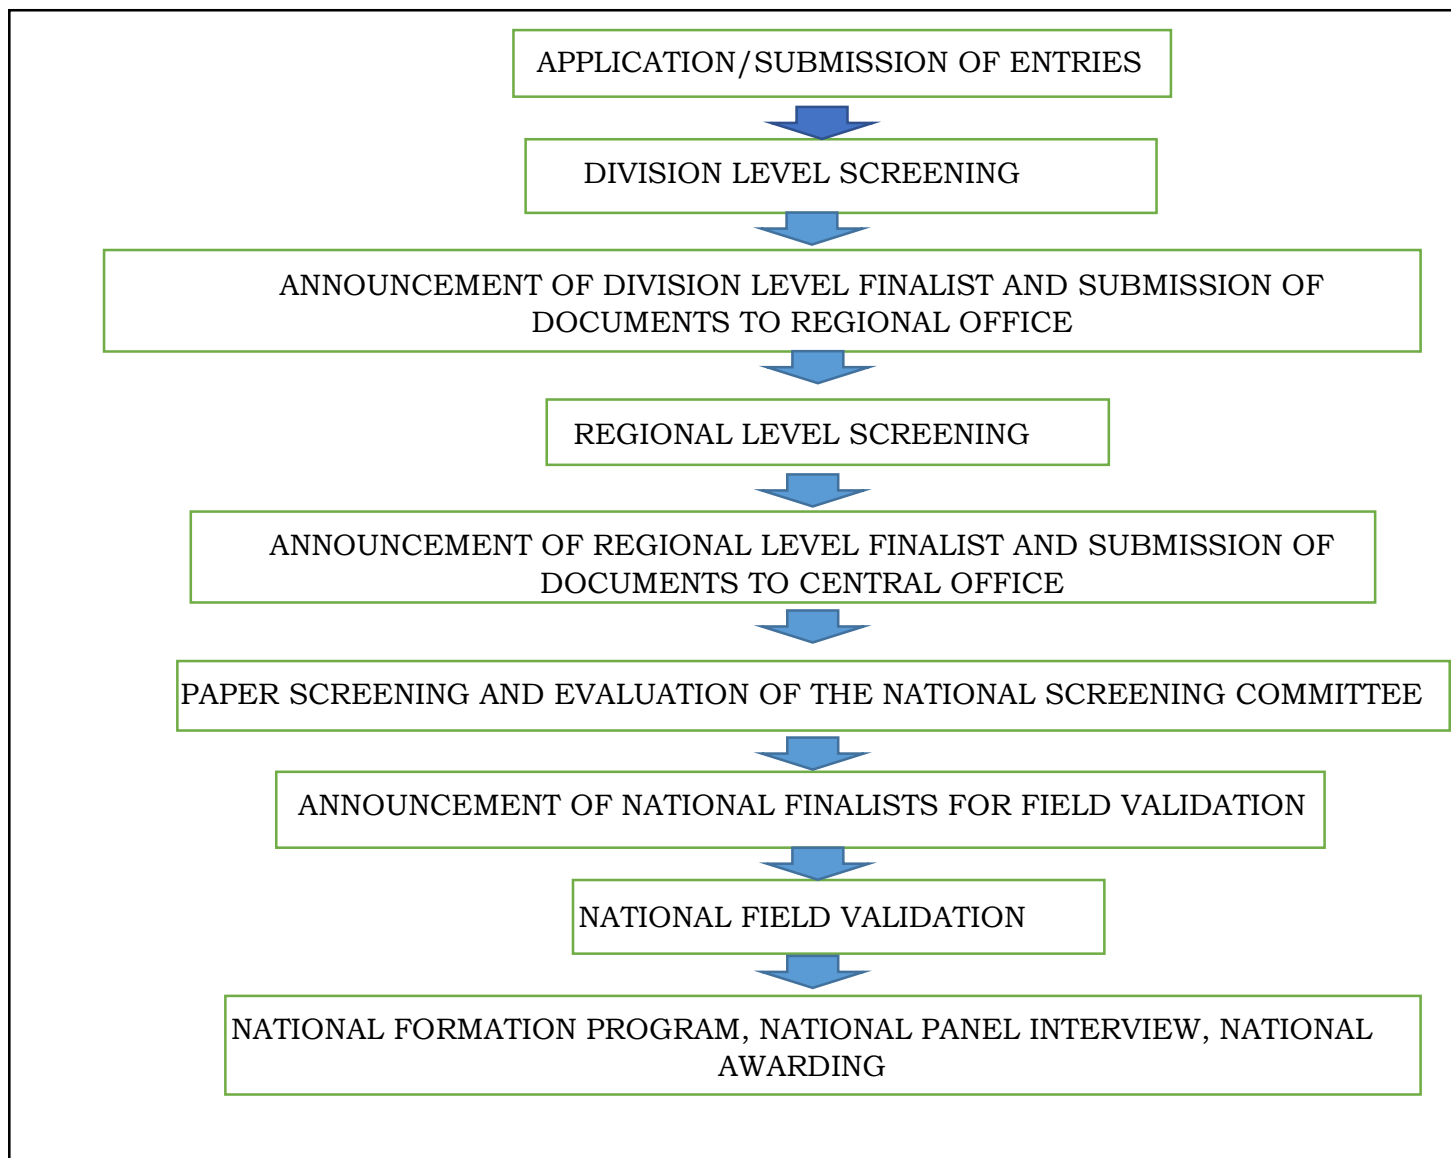 APPLICATION/SUBMISSION OF ENTRIES
DIVISION LEVEL SCREENING
ANNOUNCEMENT OF DIVISION LEVEL FINALIST AND SUBMISSION OF
DOCUMENTS TO REGIONAL OFFICE
REGIONAL LEVEL SCREENING
ANNOUNCEMENT OF REGIONAL LEVEL FINALIST AND SUBMISSION OF
DOCUMENTS TO CENTRAL OFFICE
PAPER SCREENING AND EVALUATION OF THE NATIONAL SCREENING COMMITTEE
ANNOUNCEMENT OF NATIONAL FINALISTS FOR FIELD VALIDATION
NATIONAL FIELD VALIDATION
NATIONAL FORMATION PROGRAM, NATIONAL PANEL INTERVIEW, NATIONAL
AWARDING